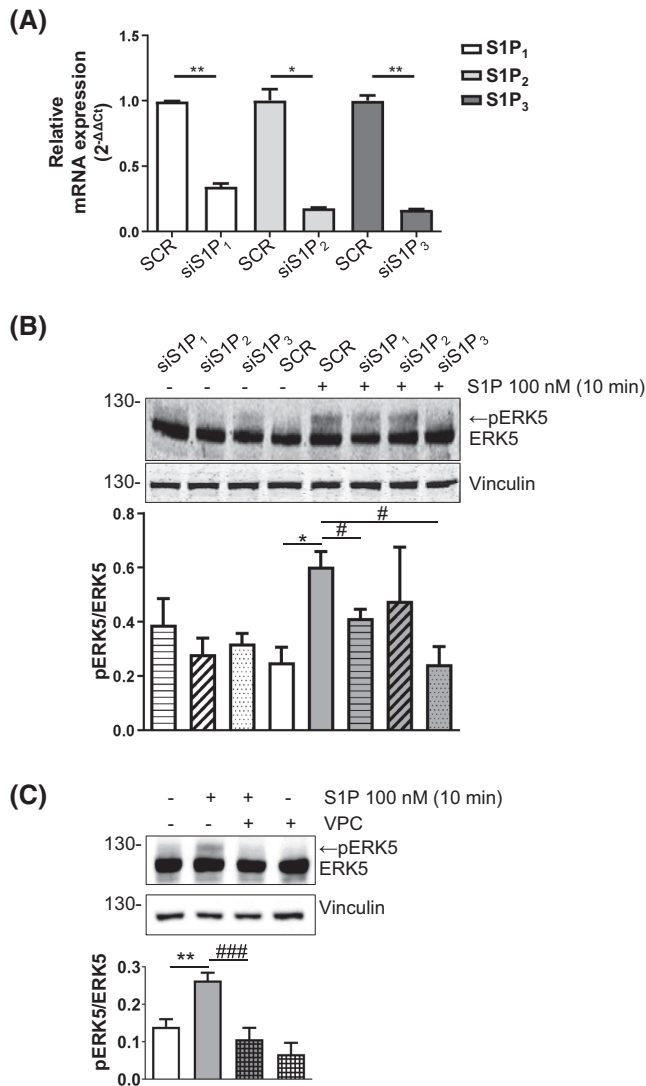 (A)
Relative
mRNA expression
(2-ΔΔCt)
1.5
1.0
0.5
0.0
** * **
SCR siS1P1 SCR siS1P2 SCR siS1P3
S1P1
S1P2
S1P3
(B)
siS1P1 siS1P2 siS1P3 SCR SCR siS1P1 siS1P2 siS1P3
- - - - + + + + S1P 100 nM (10 min)
130-
←pERK5
ERK5
130- Vinculin
pERK5/ERK5
0.8
0.6
0.4
0.2
0.0
#
* #
(C)
- + + - S1P 100 nM (10 min)
- - + + VPC
130-
←pERK5
ERK5
130- Vinculin
pERK5/ERK5
0.3
0.2
0.1
0.0
** ###